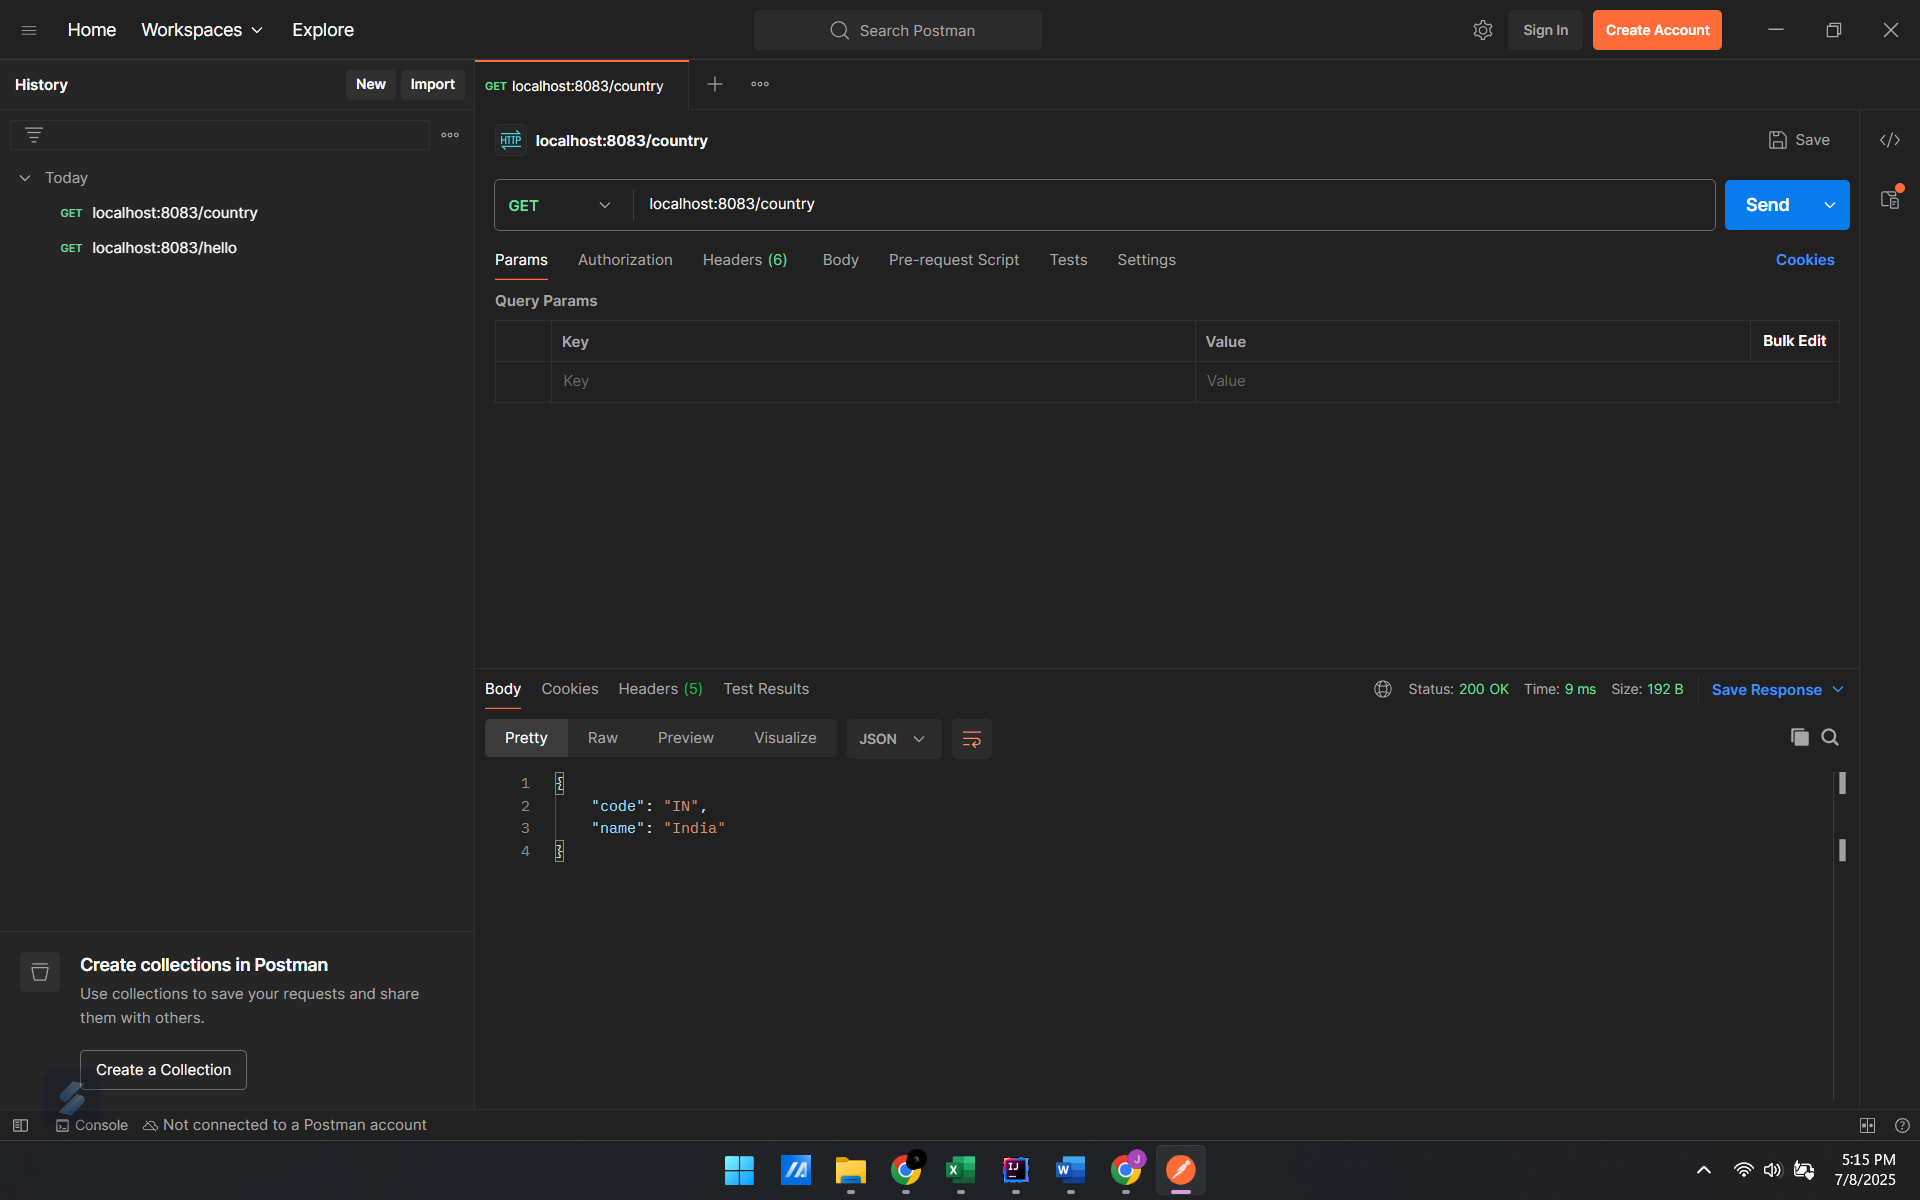 Home Workspaces Explore Search Postman Sign In Create Account
History New Import GET localhost:8083/country
HTTP localhost:8083/country Save
Today
GET localhost:8083/country
GET localhost:8083/hello
GET localhost:8083/country Send
Params Authorization Headers (6) Body Pre-request Script Tests Settings Cookies
Query Params
Key Value Bulk Edit
Key Value
Body Cookies Headers (5) Test Results Status: 200 OK Time: 9 ms Size: 192 B Save Response
Pretty Raw Preview Visualize JSON
1 {
2 "code": "IN",
3 "name": "India"
4 }
Create collections in Postman
Use collections to save your requests and share
them with others.
Create a Collection
Console Not connected to a Postman account
5:15 PM
7/8/2025